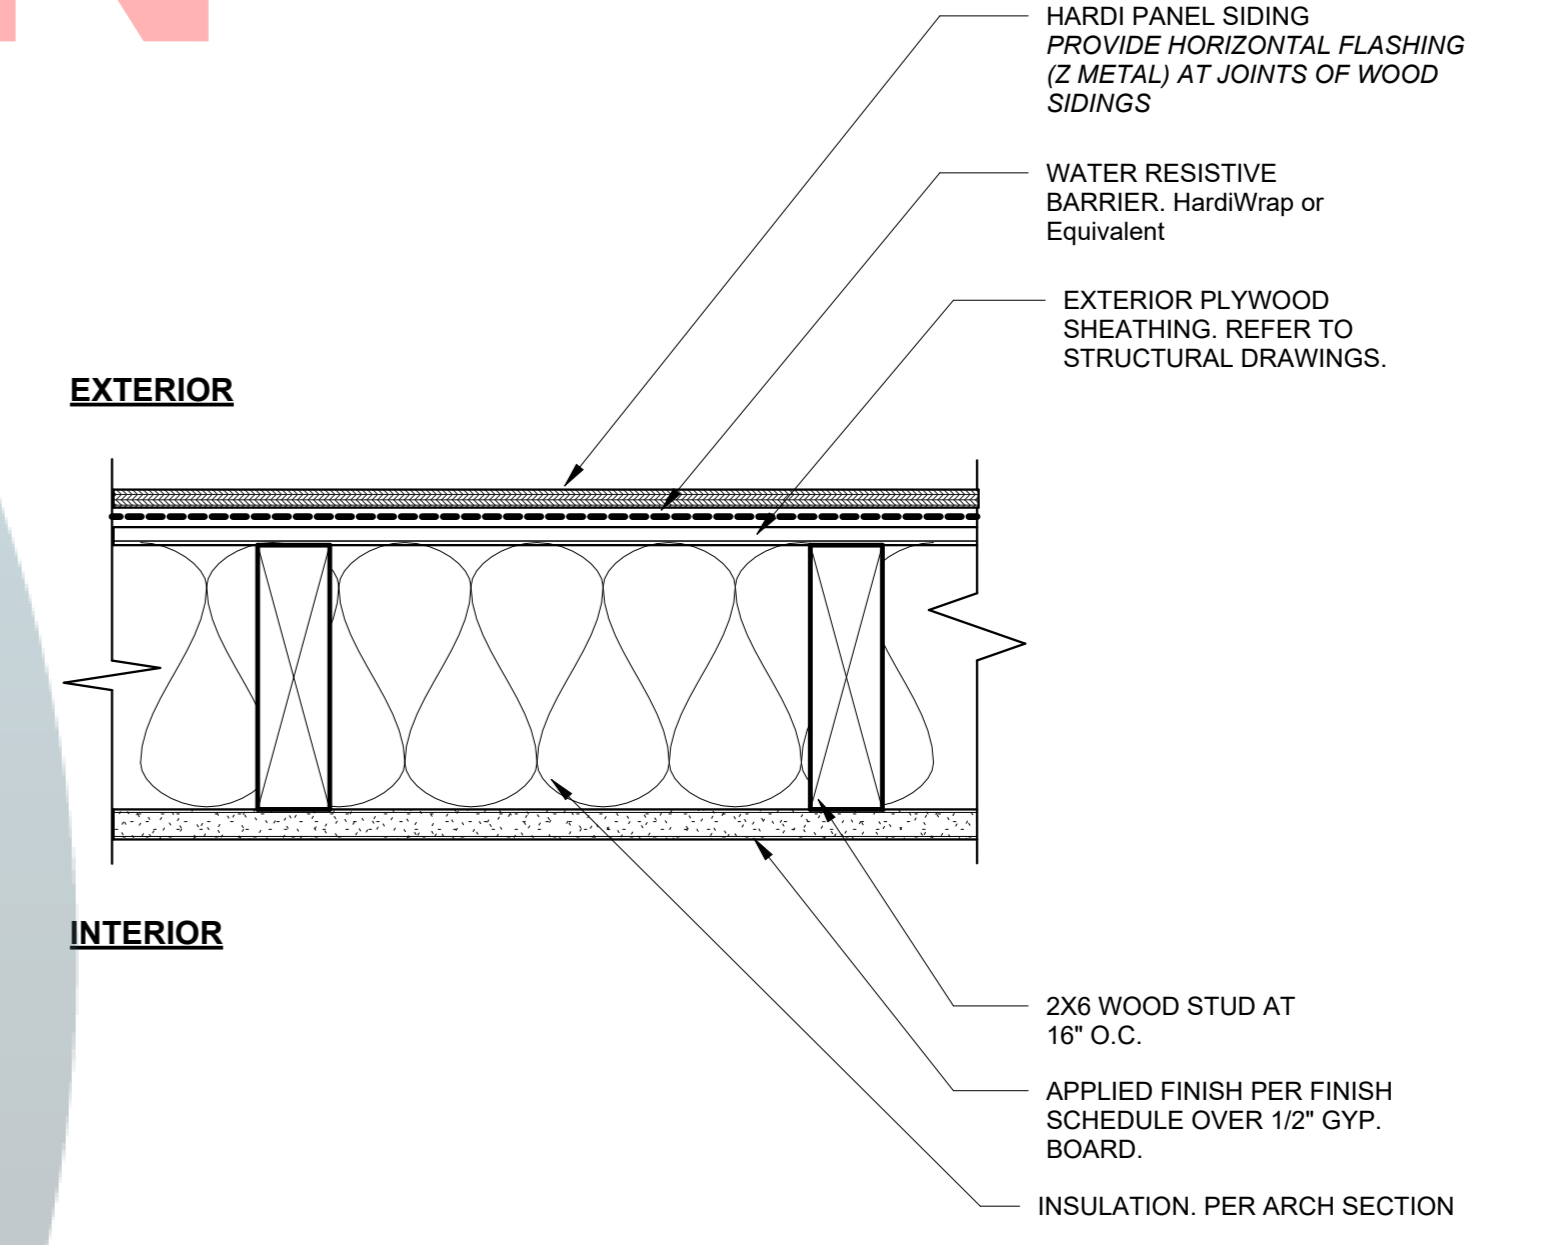 HARDI PANEL SIDING
PROVIDE HORIZONTAL FLASHING
(Z METAL) AT JOINTS OF WOOD
SIDINGS
WATER RESISTIVE
BARRIER. HardiWrap or
Equivalent
EXTERIOR PLYWOOD
SHEATHING. REFER TO
STRUCTURAL DRAWINGS.
EXTERIOR
INTERIOR
2X6 WOOD STUD AT
16" O.C.
APPLIED FINISH PER FINISH
SCHEDULE OVER 1/2" GYP.
BOARD.
INSULATION. PER ARCH SECTION